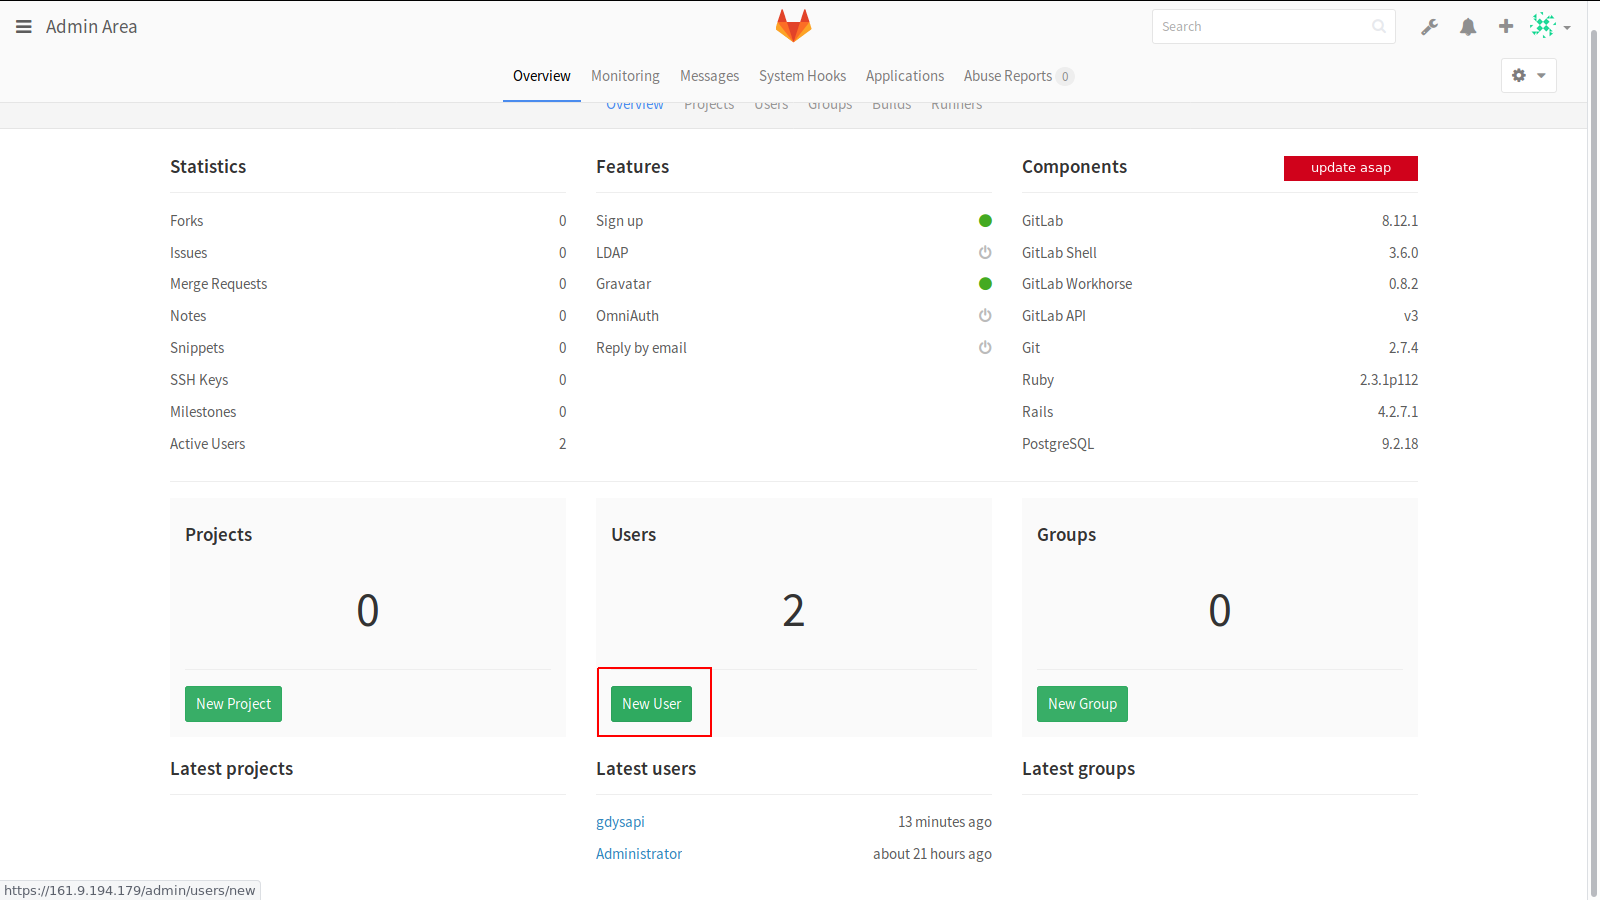 Admin Area
Search
Overview Monitoring Messages System Hooks Applications Abuse Reports 0
Overview Projects Users Groups Builds Runners
Statistics
Forks 0
Issues 0
Merge Requests 0
Notes 0
Snippets 0
SSH Keys 0
Milestones 0
Active Users 2
Features
Sign up
LDAP
Gravatar
OmniAuth
Reply by email
Components
update asap
GitLab 8.12.1
GitLab Shell 3.6.0
GitLab Workhorse 0.8.2
GitLab API v3
Git 2.7.4
Ruby 2.3.1p112
Rails 4.2.7.1
PostgreSQL 9.2.18
Projects
0
New Project
Users
2
New User
Groups
0
New Group
Latest projects
Latest users
gdysapi 13 minutes ago
Administrator about 21 hours ago
Latest groups
https://161.9.194.179/admin/users/new